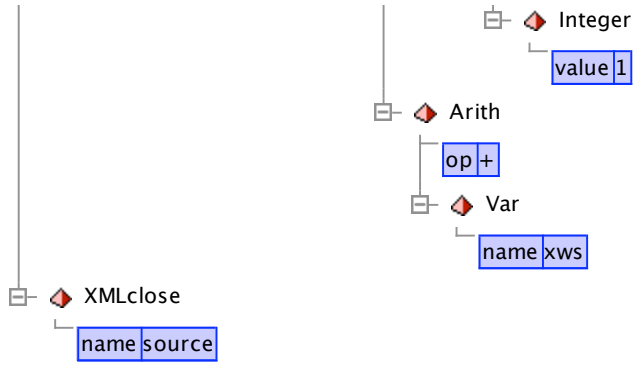 Integer
value 1
Arith
op +
Var
name xws
XMLclose
name source